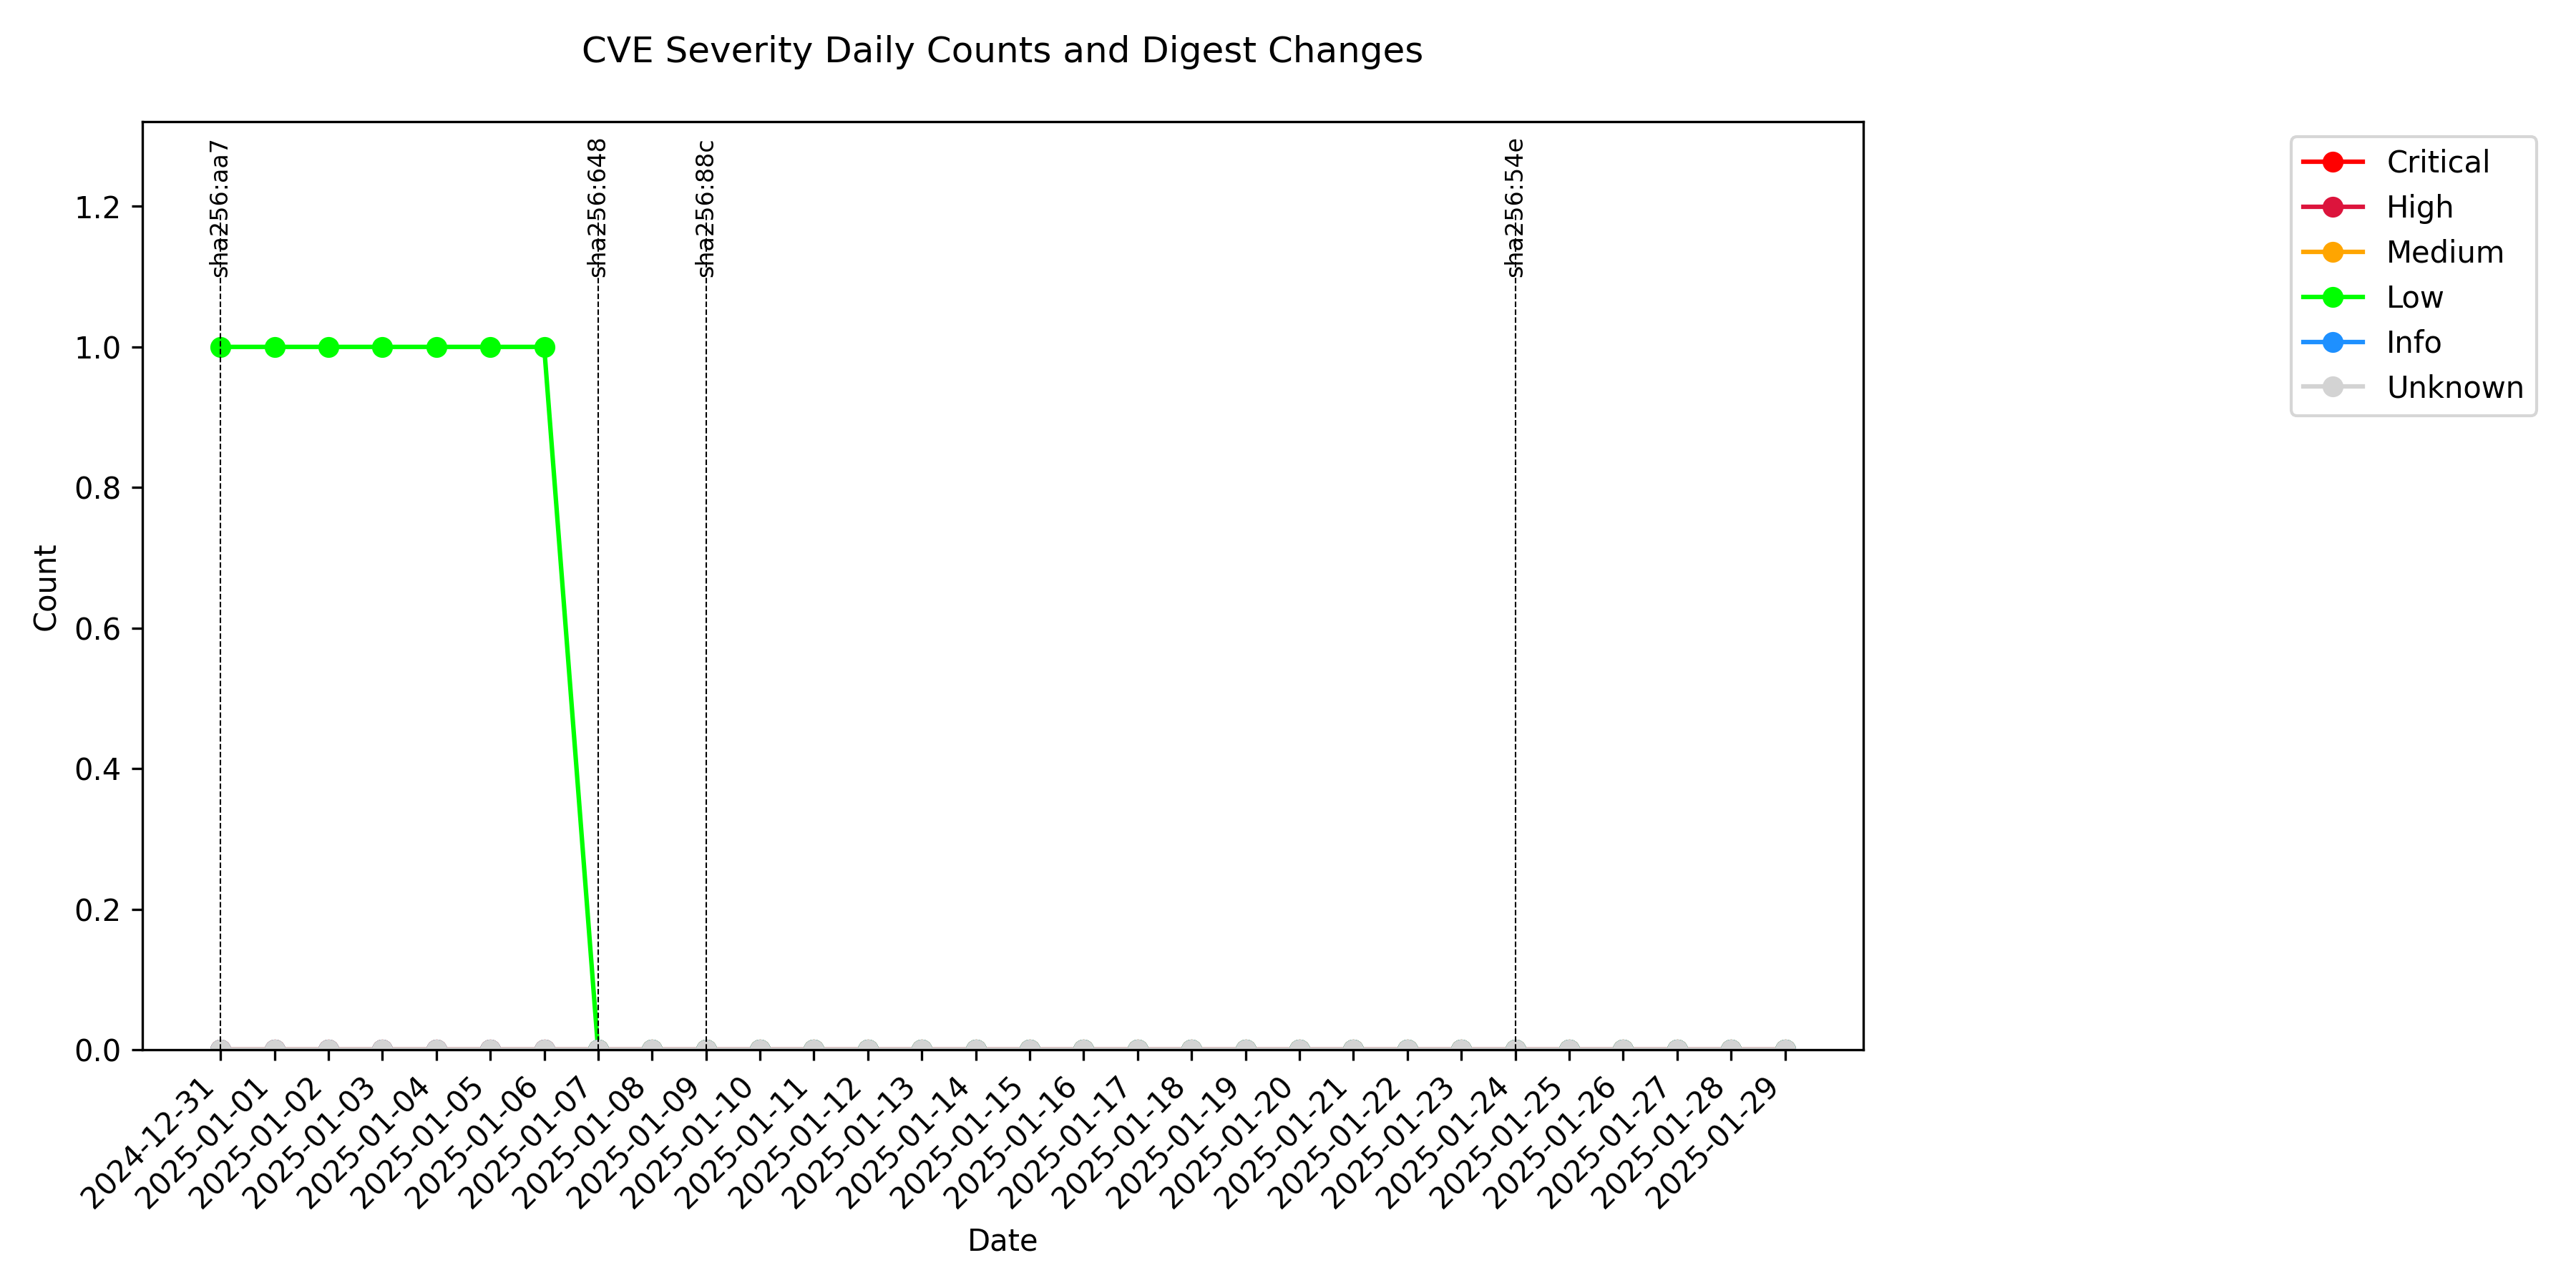 CVE Severity Daily Counts and Digest Changes
sha256:aa7
sha256:648
sha256:88c
sha256:54e
Critical
High
Medium
Low
Info
Unknown
1.2
1.0
0.8
0.6
0.4
0.2
0.0
Count
2024-12-31
2025-01-01
2025-01-02
2025-01-03
2025-01-04
2025-01-05
2025-01-06
2025-01-07
2025-01-08
2025-01-09
2025-01-10
2025-01-11
2025-01-12
2025-01-13
2025-01-14
2025-01-15
2025-01-16
2025-01-17
2025-01-18
2025-01-19
2025-01-20
2025-01-21
2025-01-22
2025-01-23
2025-01-24
2025-01-25
2025-01-26
2025-01-27
2025-01-28
2025-01-29
Date